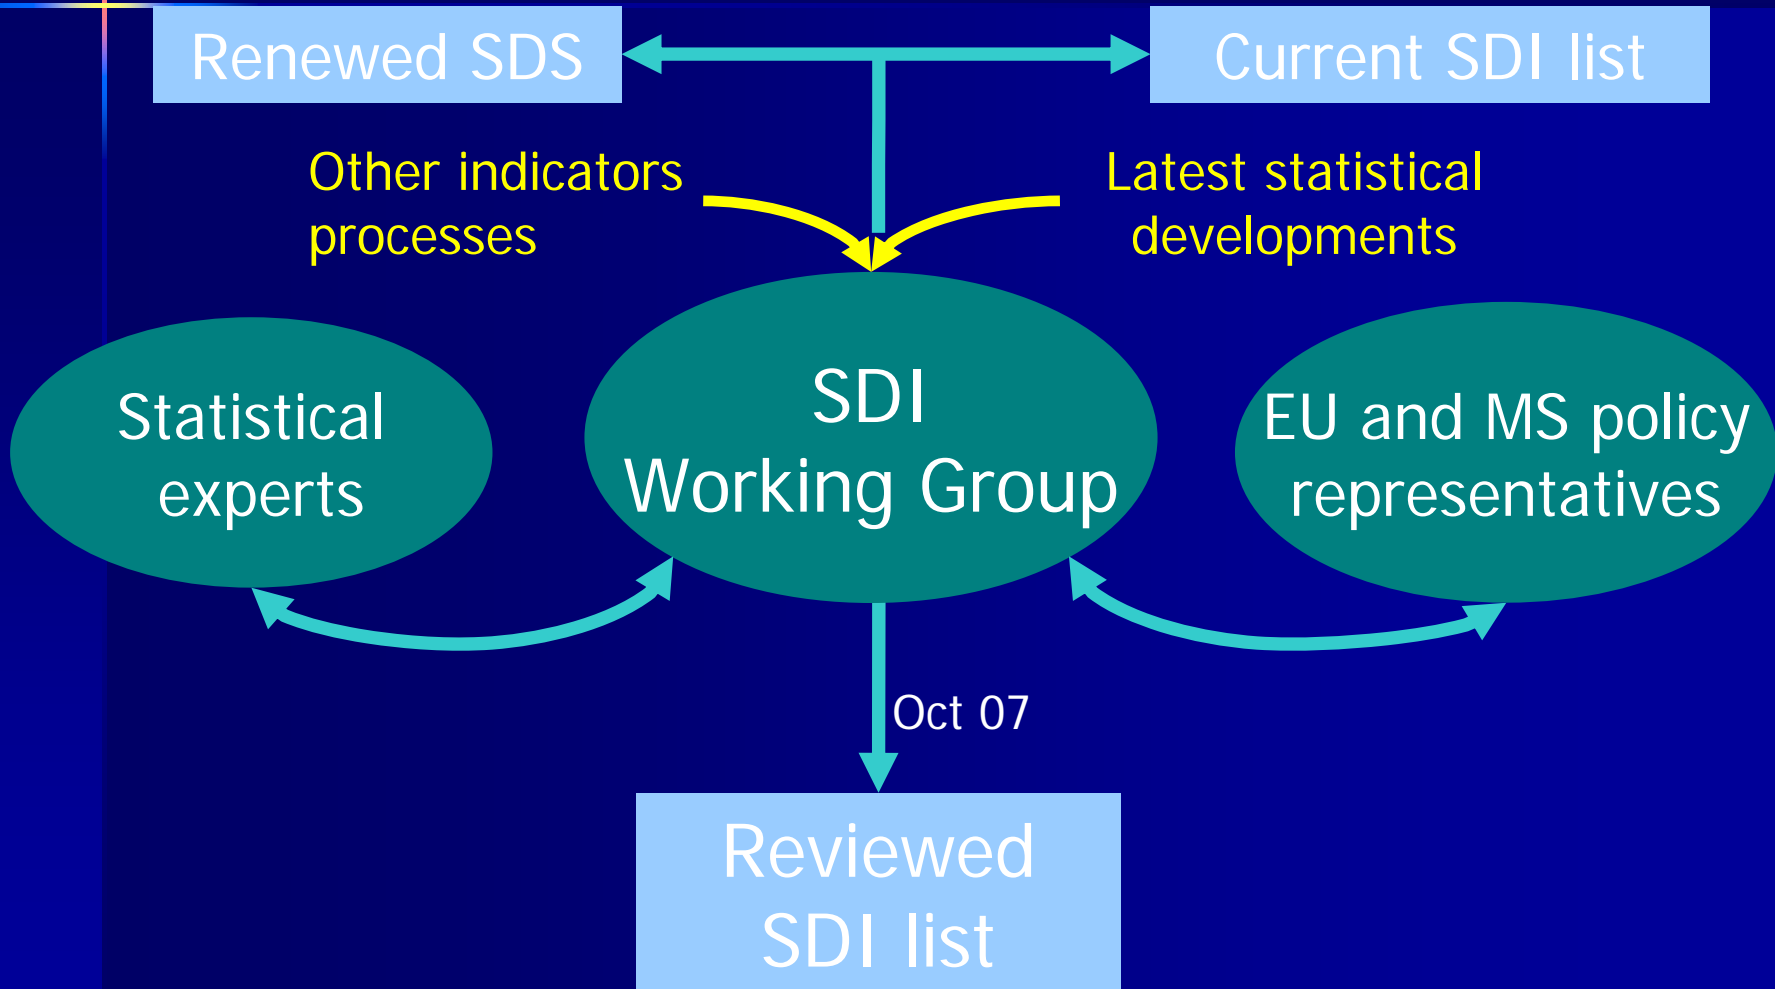 Renewed SDS
Current SDI list
Other indicators
processes
Latest statistical
developments
Statistical
experts
SDI
Working Group
EU and MS policy
representatives
Oct 07
Reviewed
SDI list